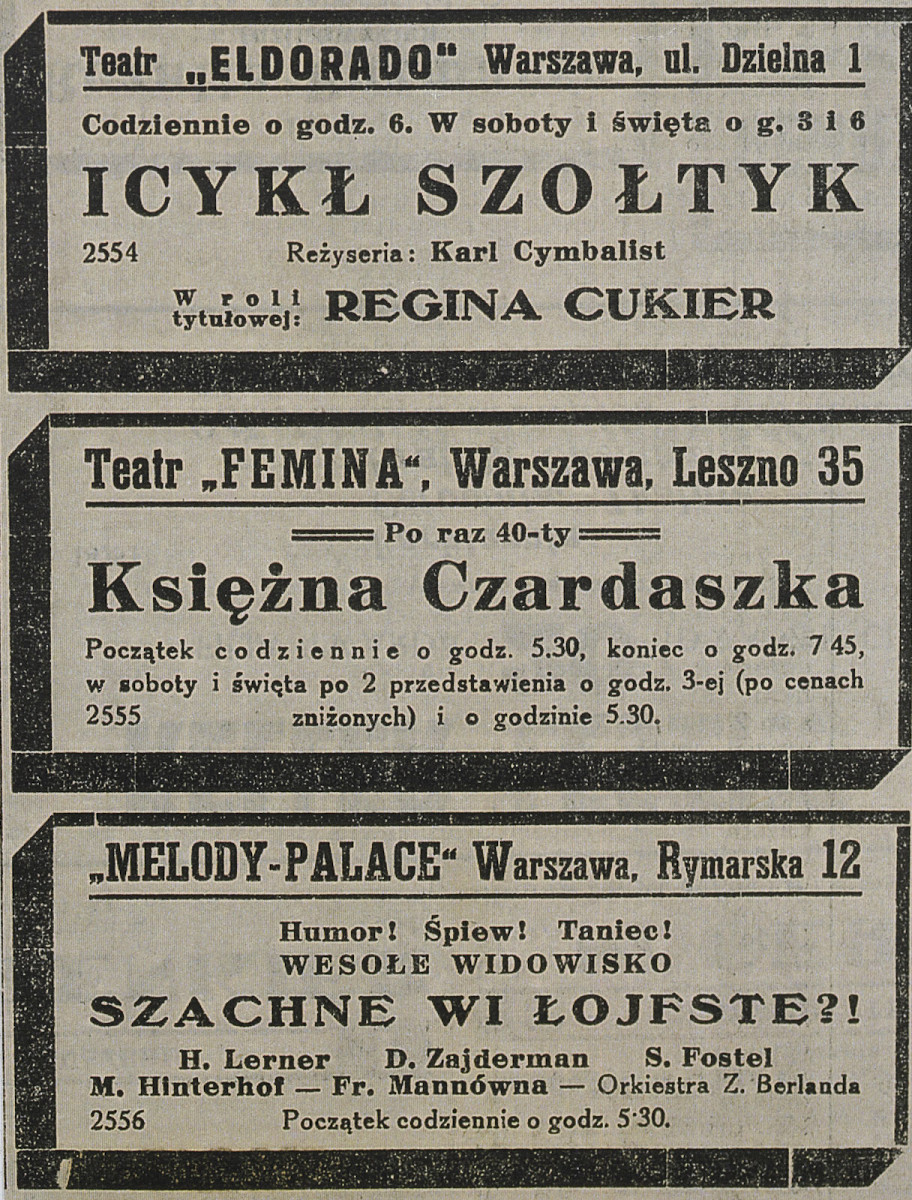 Teatr „ELDORADO" Warszawa, ul. Dzielna 1
Codziennie o godz. 6. W soboty i święta o g. 3 i 6
ICYKŁ SZOŁTYK
2554 Reżyseria: Karl Cymbalist
W roli tytułowej: REGINA CUKIER
Teatr „FEMINA“, Warszawa, Leszno 35
Po raz 40-ty
Księżna Czardaszka
Początek codziennie o godz. 5.30, koniec o godz. 7 45,
w soboty i święta po 2 przedstawienia o godz. 3-ej (po cenach
2555 zniżonych) i o godzinie 5.30.
„MELODY-PALACE“ Warszawa, Rymarska 12
Humor! Śpiew! Taniec!
WESOŁE WIDOWISKO
SZACHNE WI ŁOJFSTE?!
H. Lerner D. Zajderman S. Fostel
M. Hinterhof — Fr. Mannówna — Orkiestra Z. Berlanda
2556 Początek codziennie o godz. 5·30.